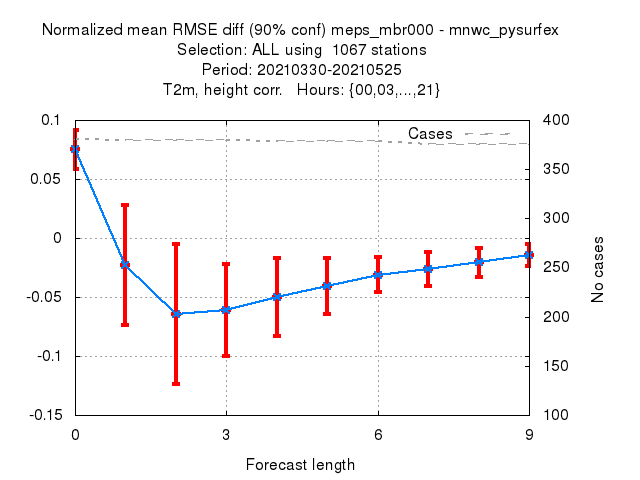 Normalized mean RMSE diff (90% conf) meps_mbr000 - mnwc_pysurfex
Selection: ALL using  1067 stations
Period: 20210330-20210525
T2m, height corr.   Hours: {00,03,...,21}
0.1
0.05
0
-0.05
-0.1
-0.15
400
350
300
250
200
150
100
Cases
No cases
0 3 6 9
Forecast length